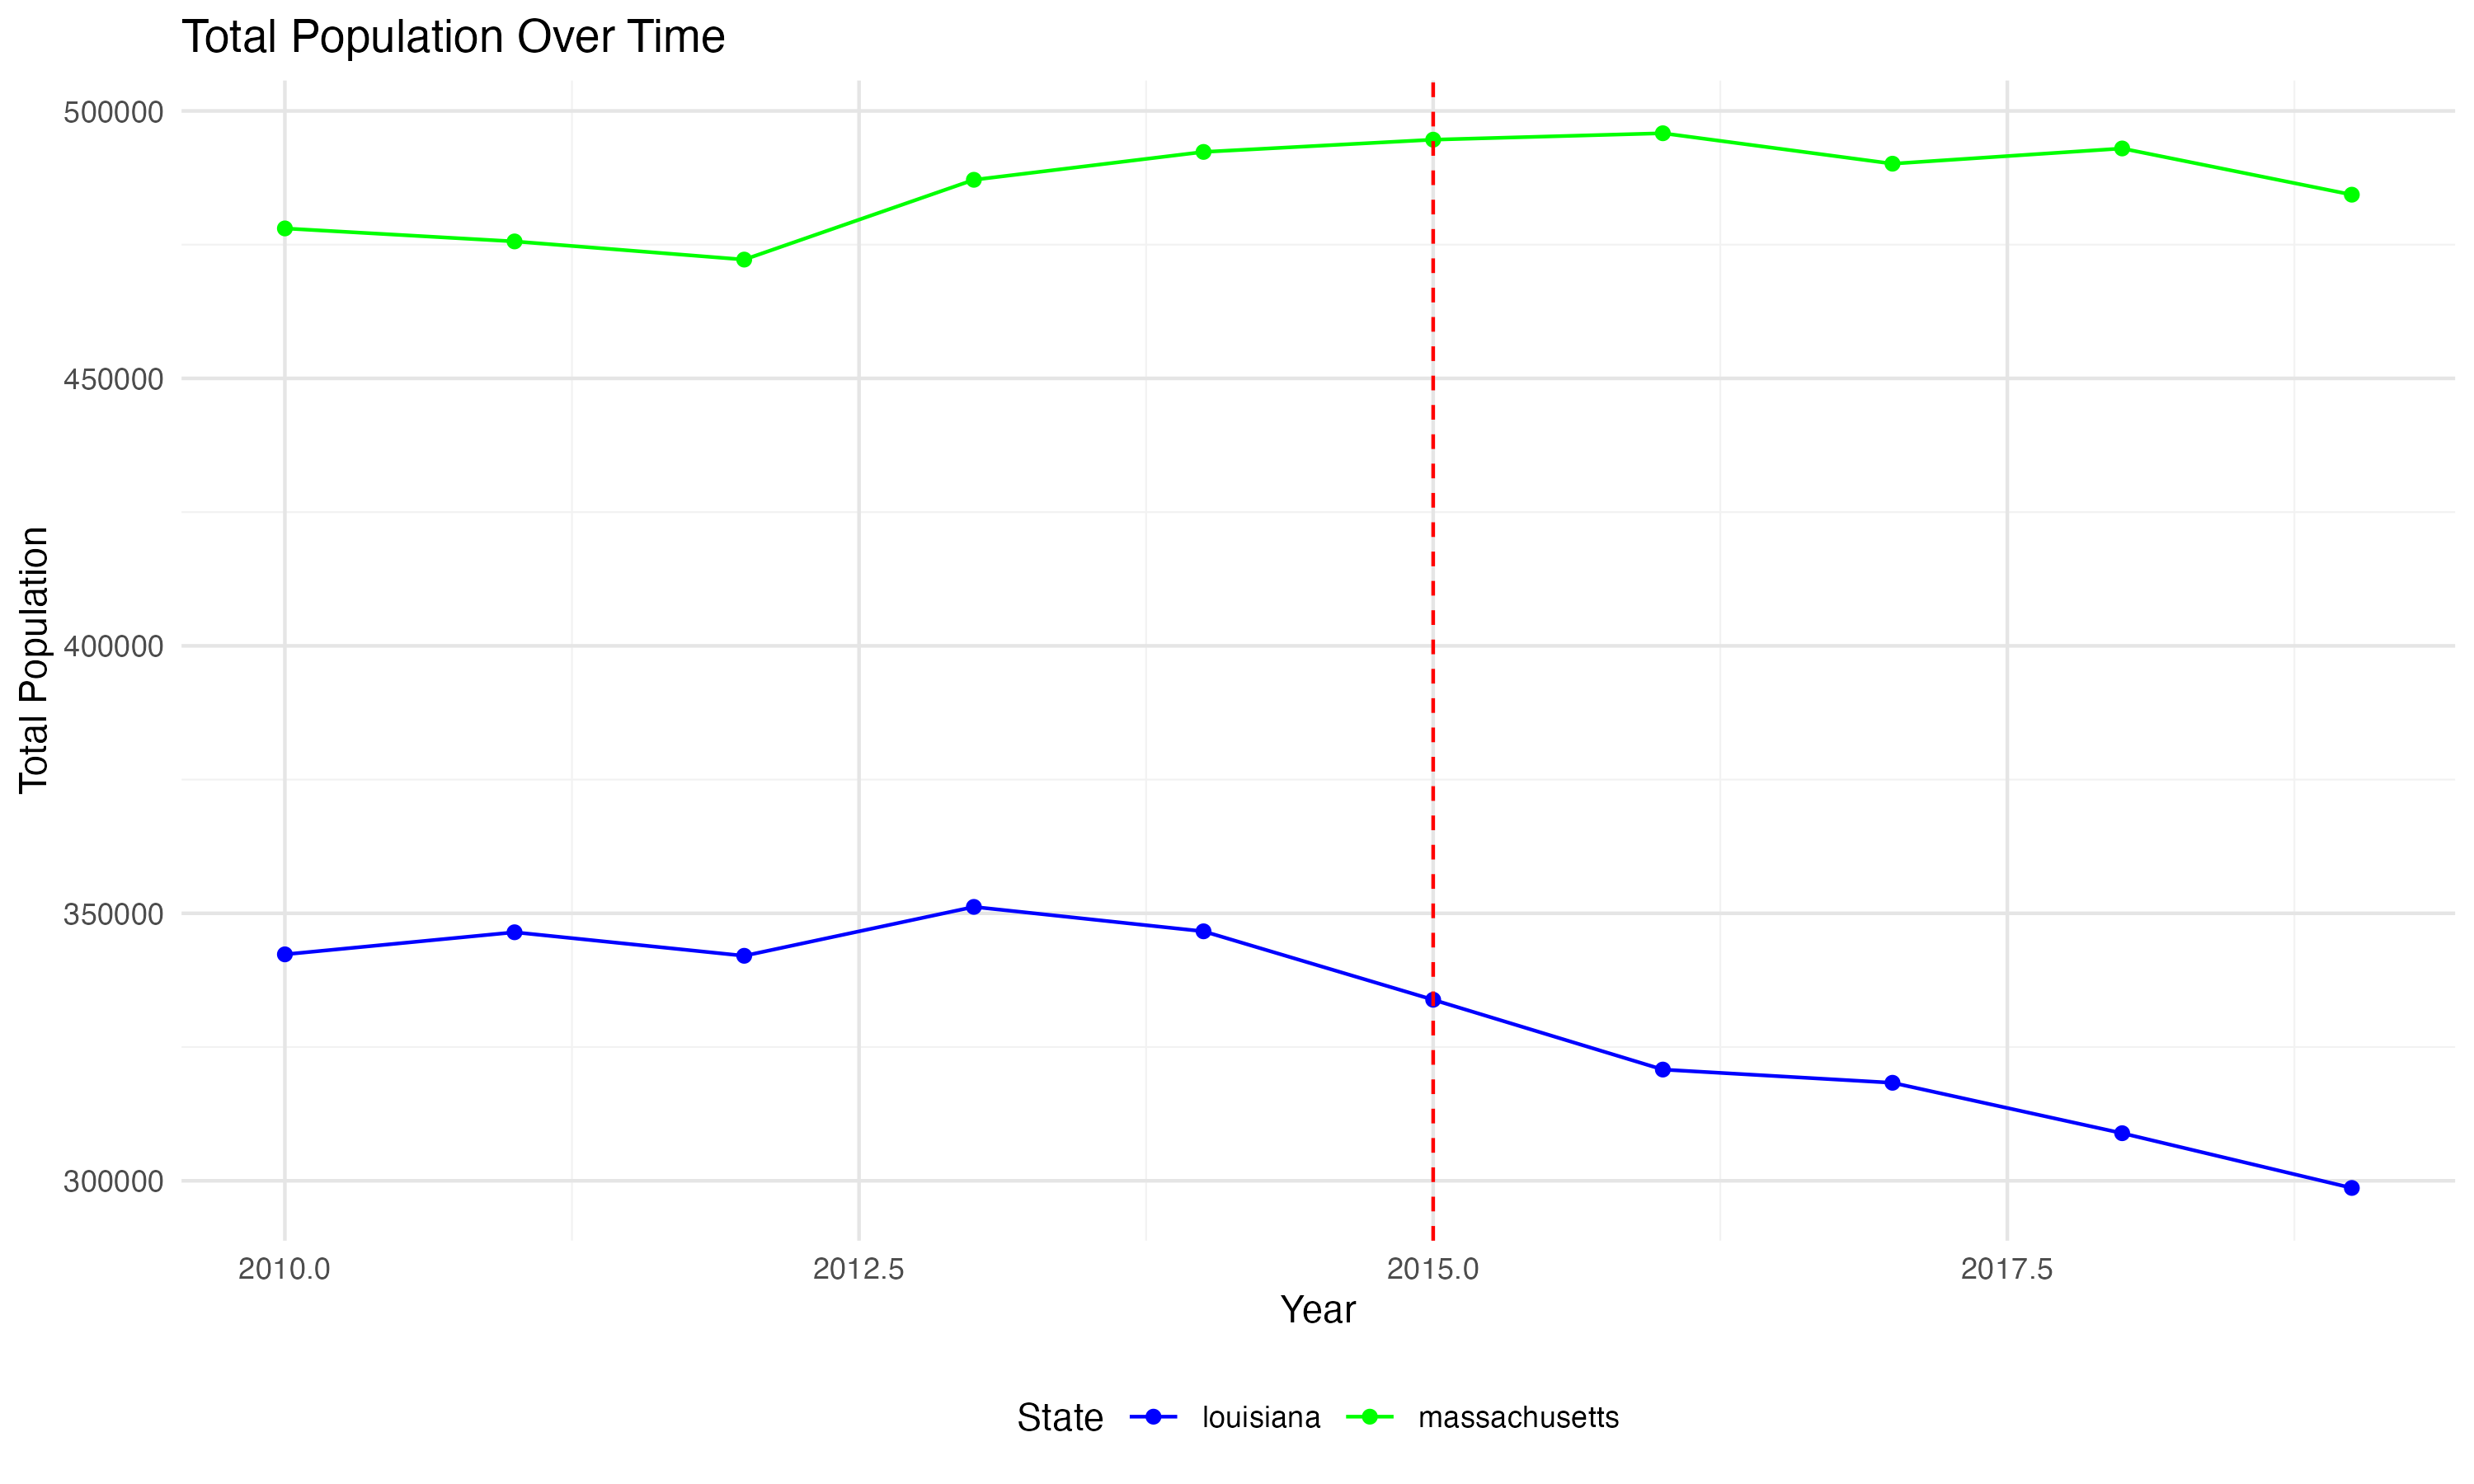 Total Population Over Time
Total Population
500000
450000
400000
350000
300000
2010.0
2012.5
2015.0
2017.5
Year
State
louisiana
massachusetts